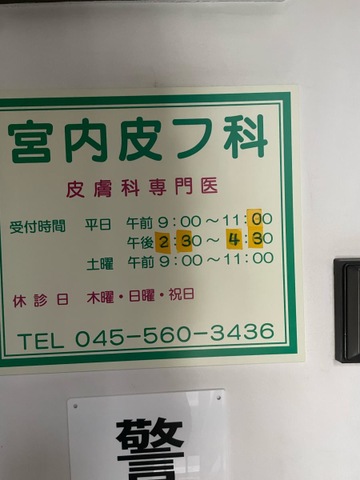 宮内皮フ科
皮膚科専門医
受付時間 平日 午前 9:00～11:00
午後 2:30～4:30
土曜 午前 9:00～11:00
休診日 木曜・日曜・祝日
TEL 045-560-3436
警